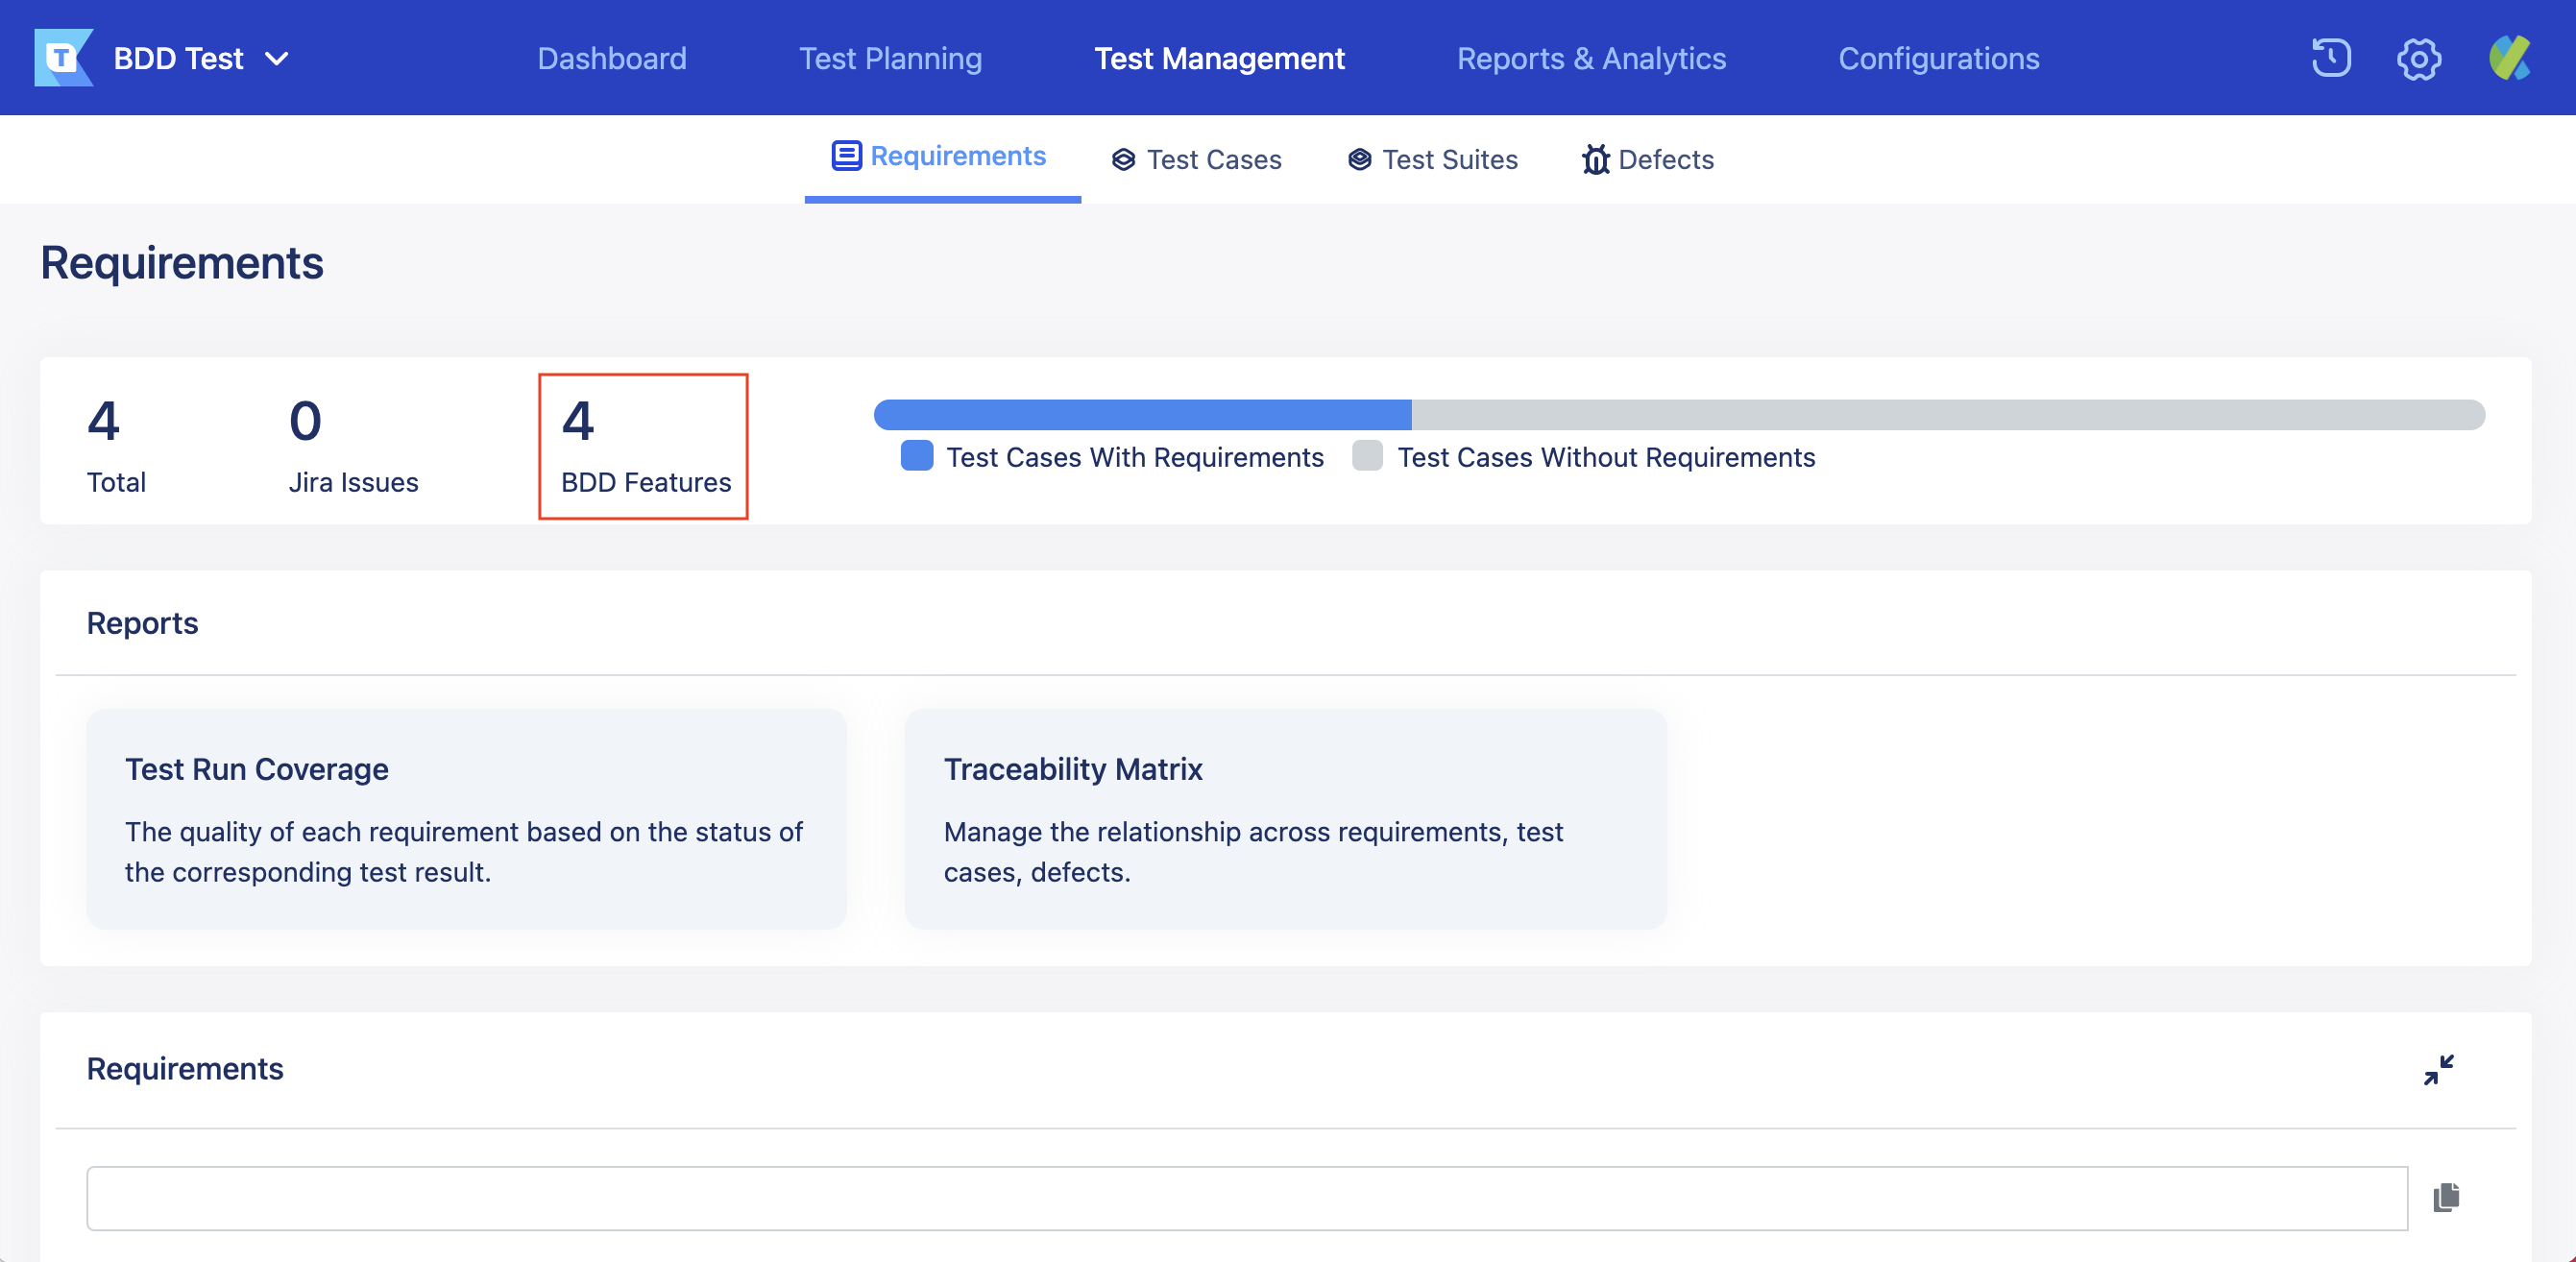 T BDD Test
Dashboard
Test Planning
Test Management
Reports & Analytics
Configurations
Requirements
Test Cases
Test Suites
Defects
Requirements
4
Total
0
Jira Issues
4
BDD Features
Test Cases With Requirements
Test Cases Without Requirements
Reports
Test Run Coverage
The quality of each requirement based on the status of
the corresponding test result.
Traceability Matrix
Manage the relationship across requirements, test
cases, defects.
Requirements